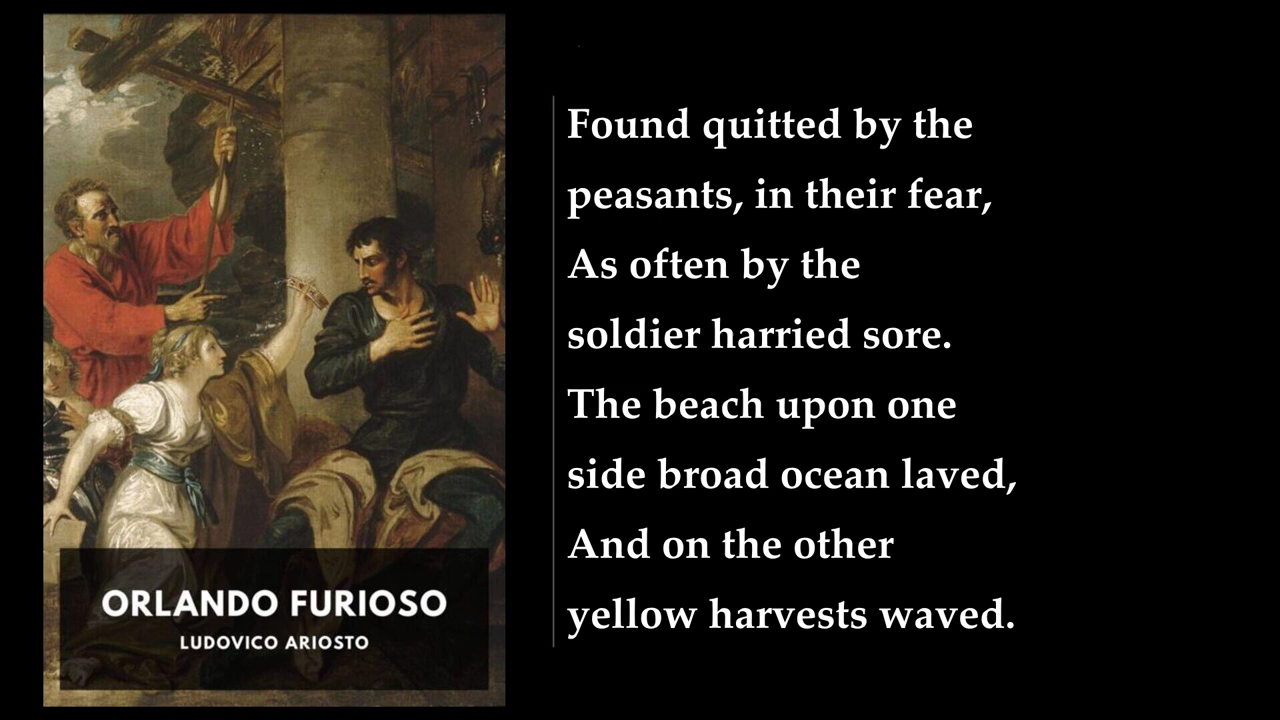 ORLANDO FURIOSO
LUDOVICO ARIOSTO
Found quitted by the
peasants, in their fear,
As often by the
soldier harried sore.
The beach upon one
side broad ocean laved,
And on the other
yellow harvests waved.